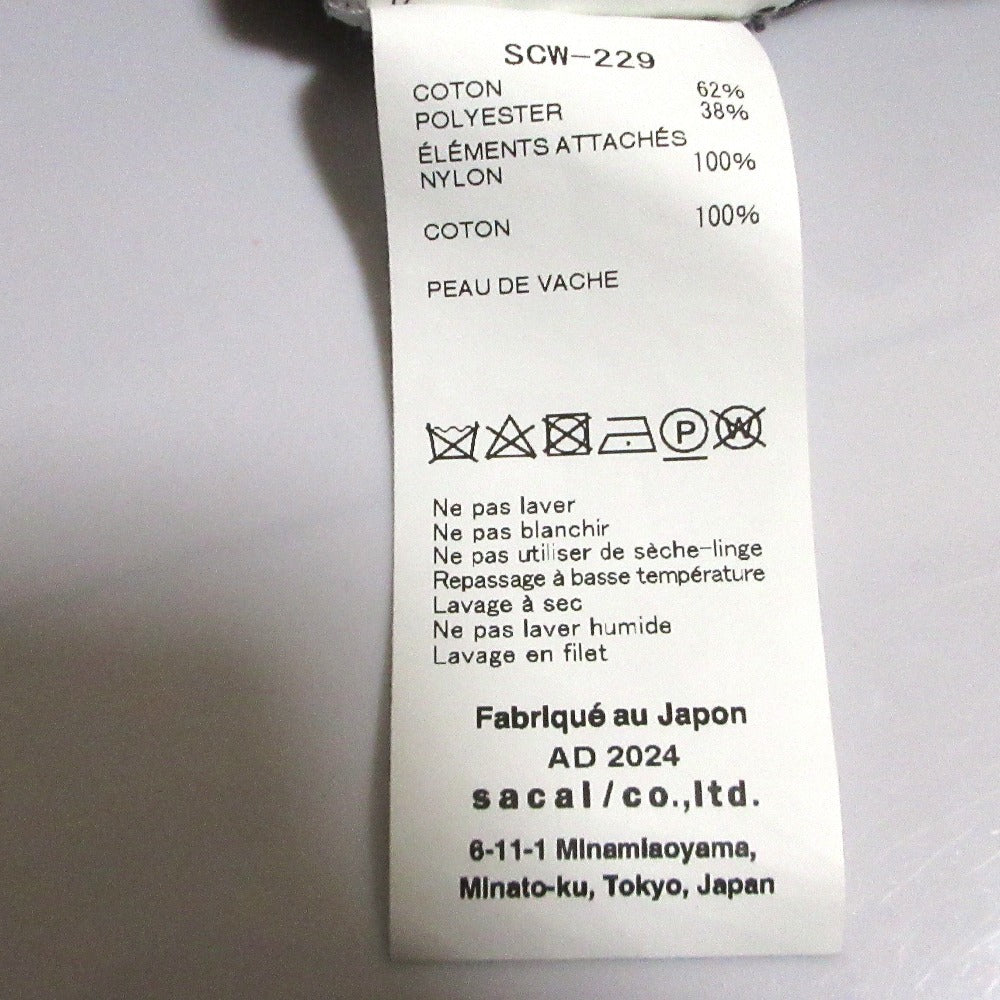 SCW-229
COTON 62%
POLYESTER 38%
ÉLÉMENTS ATTACHÉS
NYLON 100%
COTON 100%
PEAU DE VACHE
P W
Ne pas laver
Ne pas blanchir
Ne pas utiliser de sèche-linge
Repassage à basse température
Lavage à sec
Ne pas laver humide
Lavage en filet
Fabriqué au Japon
AD 2024
sacai/co.,ltd.
6-11-1 Minamiaoyama,
Minato-ku, Tokyo, Japan